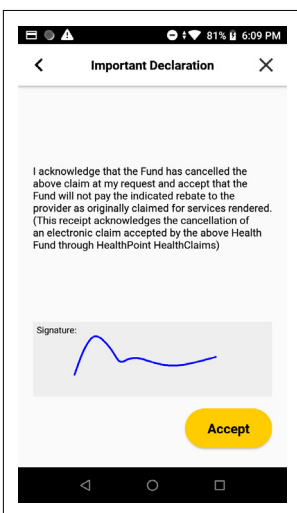 81% 6:09 PM
Important Declaration
I acknowledge that the Fund has cancelled the
above claim at my request and accept that the
Fund will not pay the indicated rebate to the
provider as originally claimed for services rendered.
(This receipt acknowledges the cancellation of
an electronic claim accepted by the above Health
Fund through HealthPoint HealthClaims)
Signature:
Accept